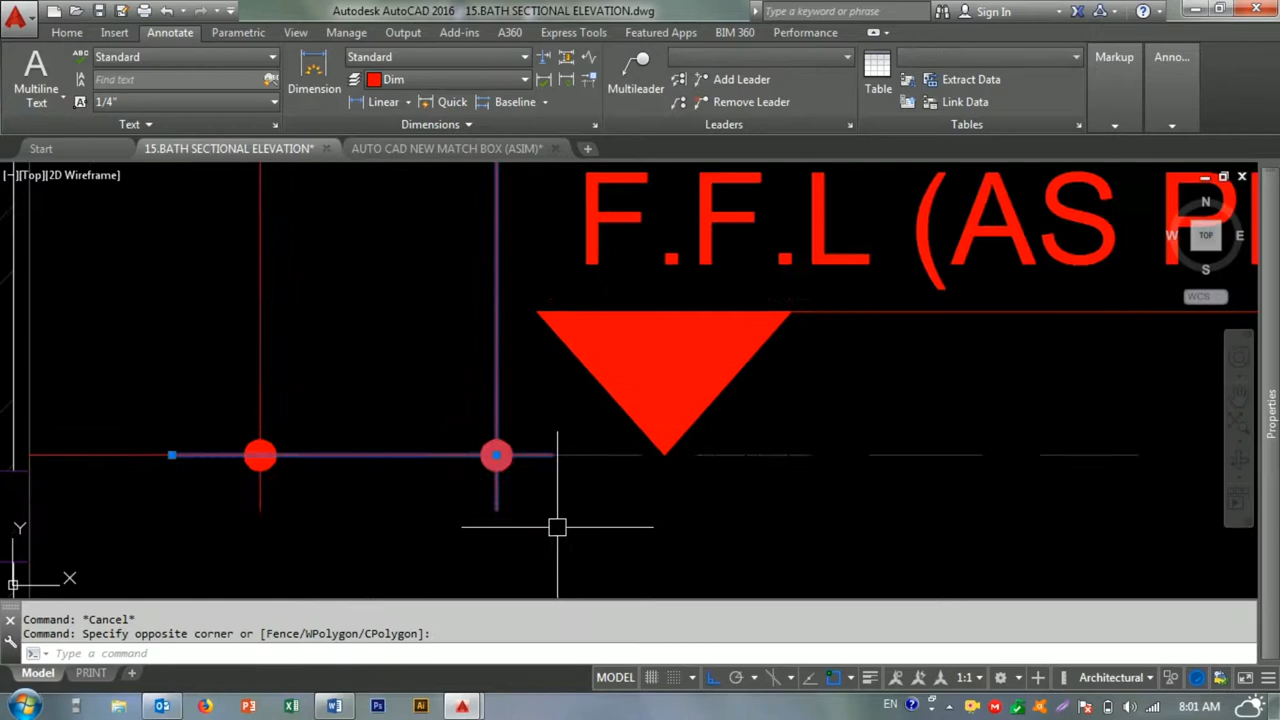 Autodesk AutoCAD 2016 15.BATH SECTIONAL ELEVATION.dwg
Type a keyword or phrase
Sign In
Home Insert Annotate Parametric View Manage Output Add-ins A360 Express Tools Featured Apps BIM 360 Performance
Standard
Find text
1/4"
Multiline
Text
Text
Dimension
Standard
Dim
Linear Quick Baseline
Dimensions
Multileader
Add Leader
Remove Leader
Leaders
Table
Extract Data
Link Data
Tables
Markup
Anno...
Start 15.BATH SECTIONAL ELEVATION* AUTO CAD NEW MATCH BOX (ASIM)*
[−][Top][2D Wireframe]
F.F.L (AS
N
W TOP E
S
WCS
Properties
Y
X
Command: *Cancel*
Command: Specify opposite corner or [Fence/WPolygon/CPolygon]:
Type a command
Model PRINT
MODEL 1:1 Architectural
EN 8:01 AM